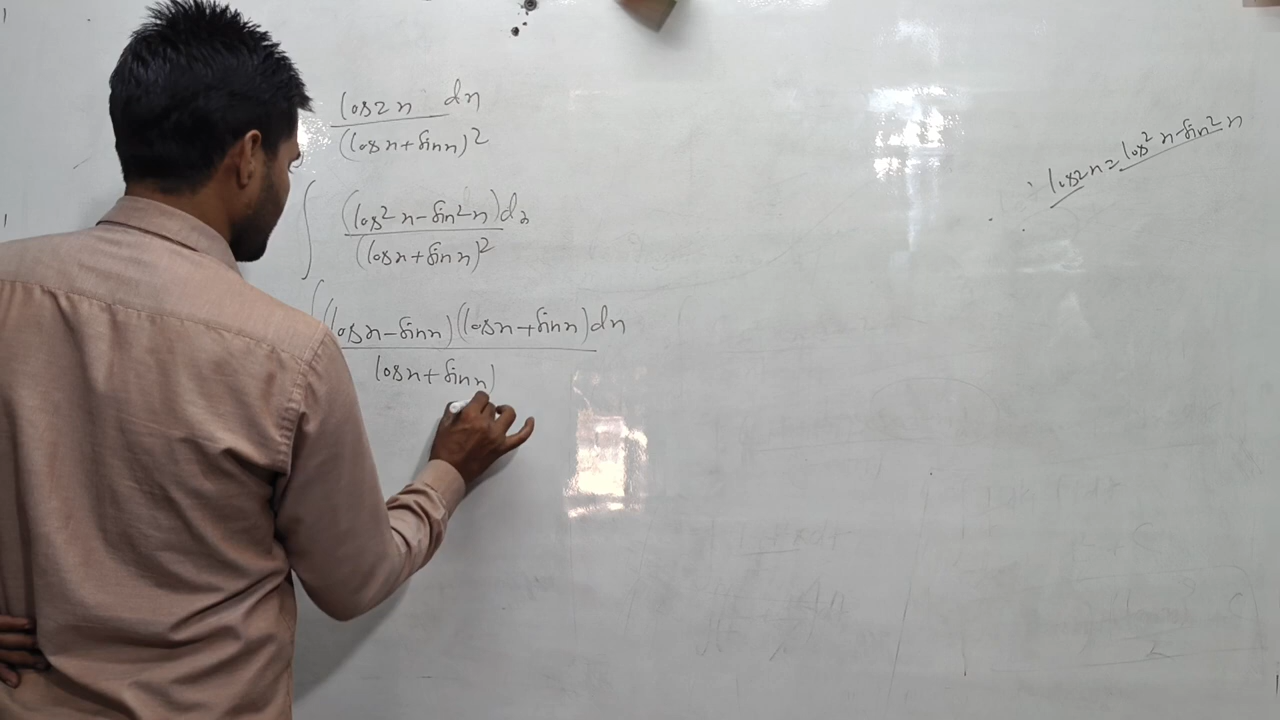 cos2x dx
(cosx+sinx)2
cos2x=cos2x-sin2x
∫ (cos2x-sin2x)dx
(cosx+sinx)2
∫ (cosx-sinx)(cosx+sinx)dx
cosx+sinx)